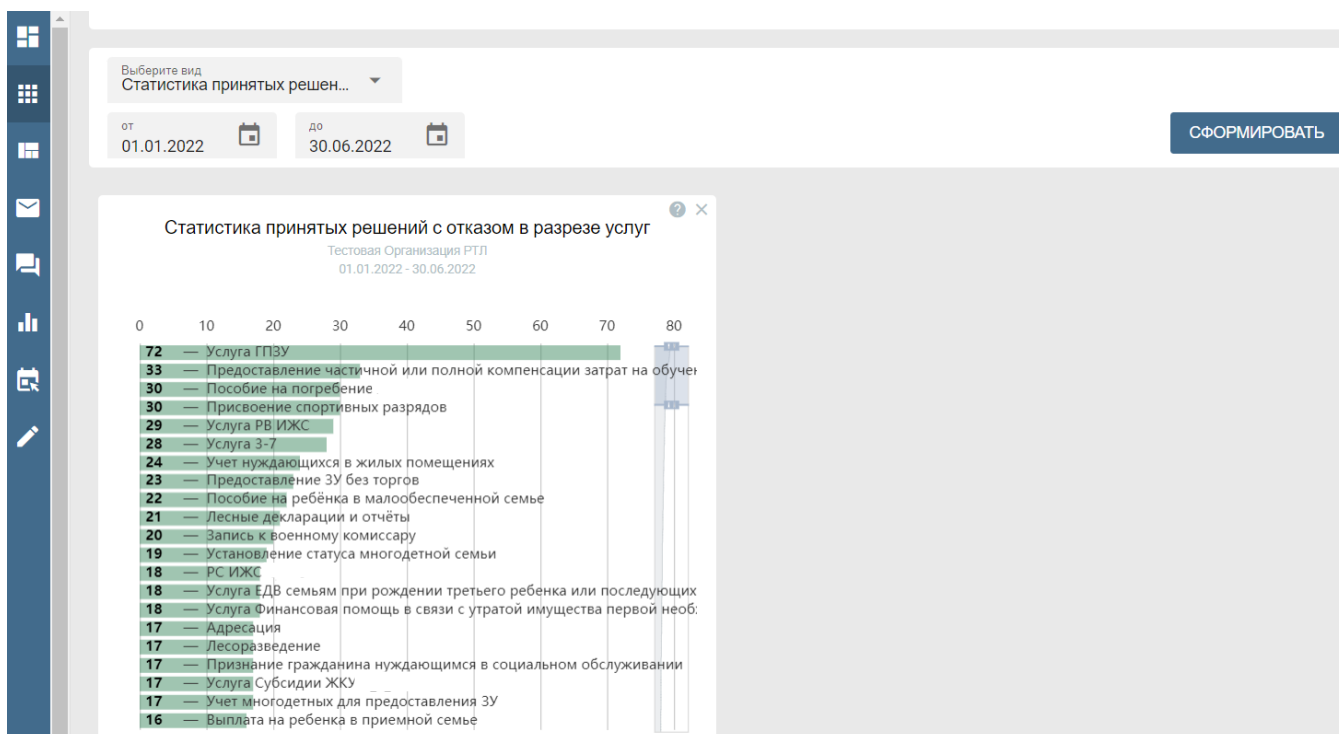 Выберите вид
Статистика принятых решен...
от
01.01.2022
до
30.06.2022
СФОРМИРОВАТЬ
Статистика принятых решений с отказом в разрезе услуг
Тестовая Организация РТЛ
01.01.2022 - 30.06.2022
0 10 20 30 40 50 60 70 80
72 — Услуга ГПЗУ
33 — Предоставление частичной или полной компенсации затрат на обучен
30 — Пособие на погребение
30 — Присвоение спортивных разрядов
29 — Услуга РВ ИЖС
28 — Услуга 3-7
24 — Учет нуждающихся в жилых помещениях
23 — Предоставление ЗУ без торгов
22 — Пособие на ребёнка в малообеспеченной семье
21 — Лесные декларации и отчёты
20 — Запись к военному комиссару
19 — Установление статуса многодетной семьи
18 — РС ИЖС
18 — Услуга ЕДВ семьям при рождении третьего ребенка или последующих
18 — Услуга Финансовая помощь в связи с утратой имущества первой необх
17 — Адресация
17 — Лесоразведение
17 — Признание гражданина нуждающимся в социальном обслуживании
17 — Услуга Субсидии ЖКУ
17 — Учет многодетных для предоставления ЗУ
16 — Выплата на ребенка в приемной семье